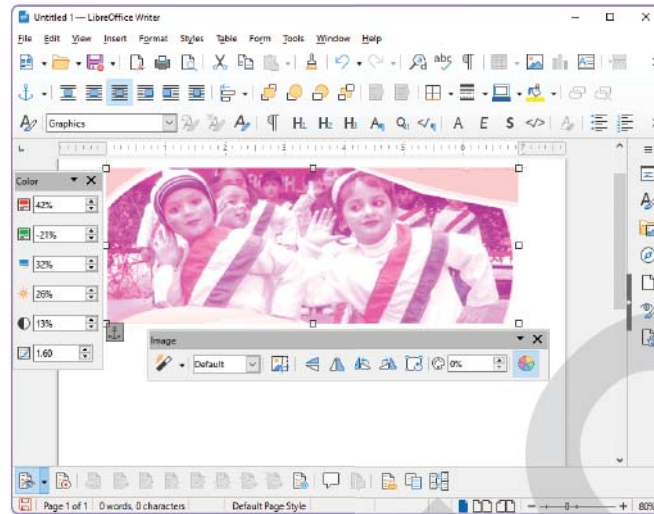 Untitled 1 — LibreOffice Writer
File Edit View Insert Format Styles Table Form Tools Window Help
Graphics
Color
42%
-21%
32%
26%
13%
1.60
Image
Default
0%
Page 1 of 1 0 words, 0 characters Default Page Style
80%